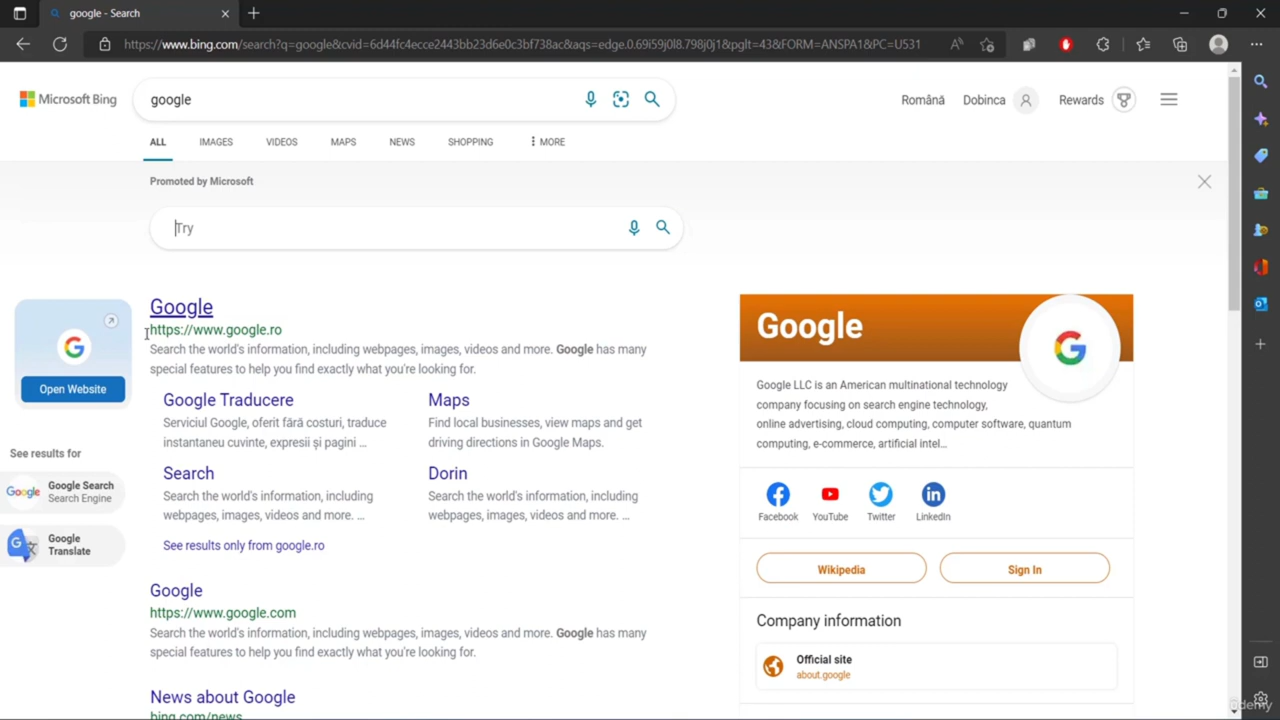 google - Search
https://www.bing.com/search?q=google&cvid=6d44fc4ecce2443bb23d6e0c3bf738ac&aqs=edge.0.69i59j0l8.798j0j1&pglt=43&FORM=ANSPA1&PC=U531
Microsoft Bing
google
Română
Dobinca
Rewards
ALL
IMAGES
VIDEOS
MAPS
NEWS
SHOPPING
MORE
Promoted by Microsoft
Try
Open Website
See results for
Google Search
Search Engine
Google
Translate
Google
https://www.google.ro
Search the world's information, including webpages, images, videos and more. Google has many
special features to help you find exactly what you're looking for.
Google Traducere
Serviciul Google, oferit fără costuri, traduce
instantaneu cuvinte, expresii și pagini ...
Maps
Find local businesses, view maps and get
driving directions in Google Maps.
Search
Search the world's information, including
webpages, images, videos and more. ...
Dorin
Search the world's information, including
webpages, images, videos and more. ...
See results only from google.ro
Google
https://www.google.com
Search the world's information, including webpages, images, videos and more. Google has many
special features to help you find exactly what you're looking for.
News about Google
bing.com/news
Google
Google LLC is an American multinational technology
company focusing on search engine technology,
online advertising, cloud computing, computer software, quantum
computing, e-commerce, artificial intel...
Facebook
YouTube
Twitter
LinkedIn
Wikipedia
Sign In
Company information
Official site
about.google
Udemy